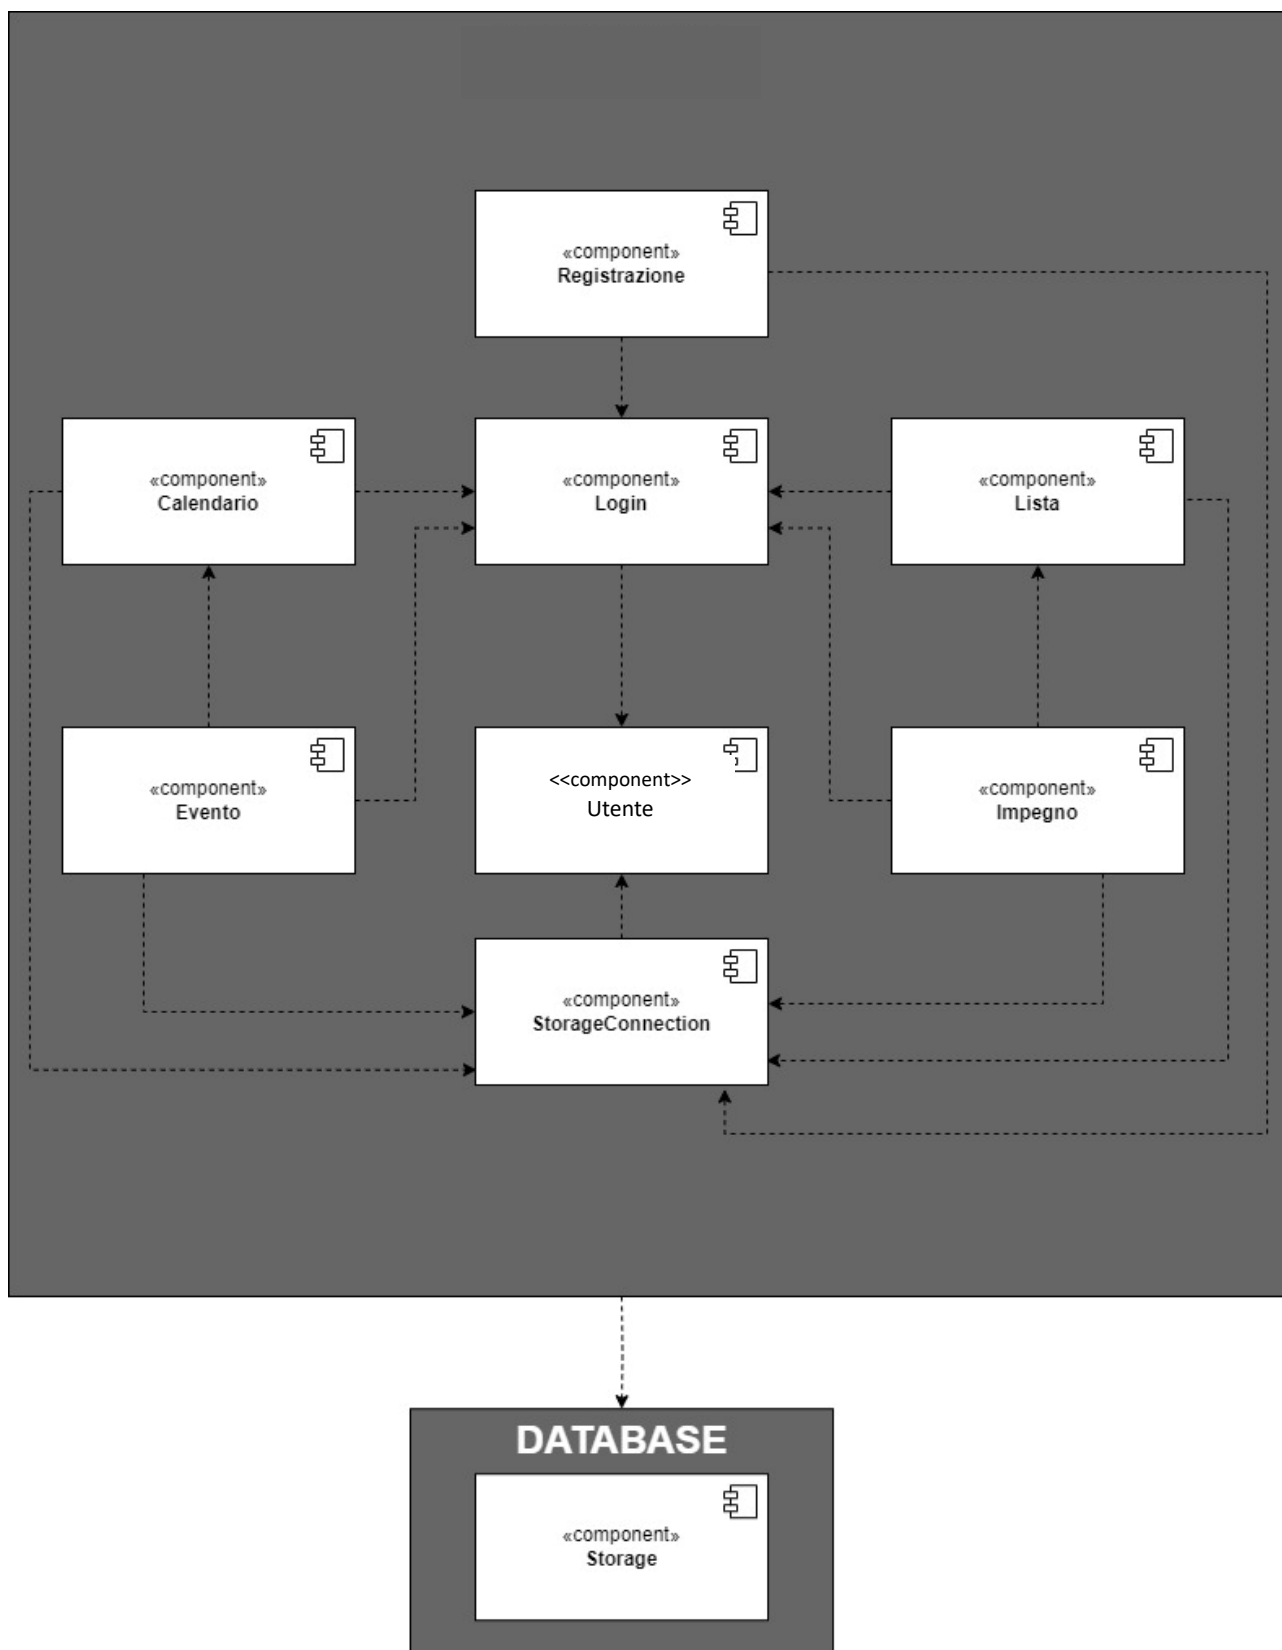 «component»
Registrazione
«component»
Calendario
«component»
Login
«component»
Lista
«component»
Evento
<<component>>
Utente
«component»
Impegno
«component»
StorageConnection
DATABASE
«component»
Storage